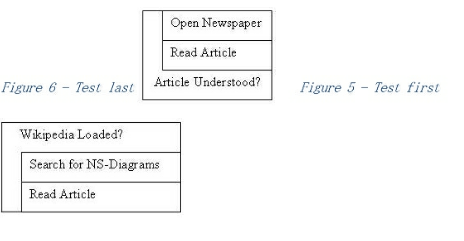 Open Newspaper
Read Article
Article Understood?
Figure 6 - Test last
Figure 5 - Test first
Wikipedia Loaded?
Search for NS-Diagrams
Read Article